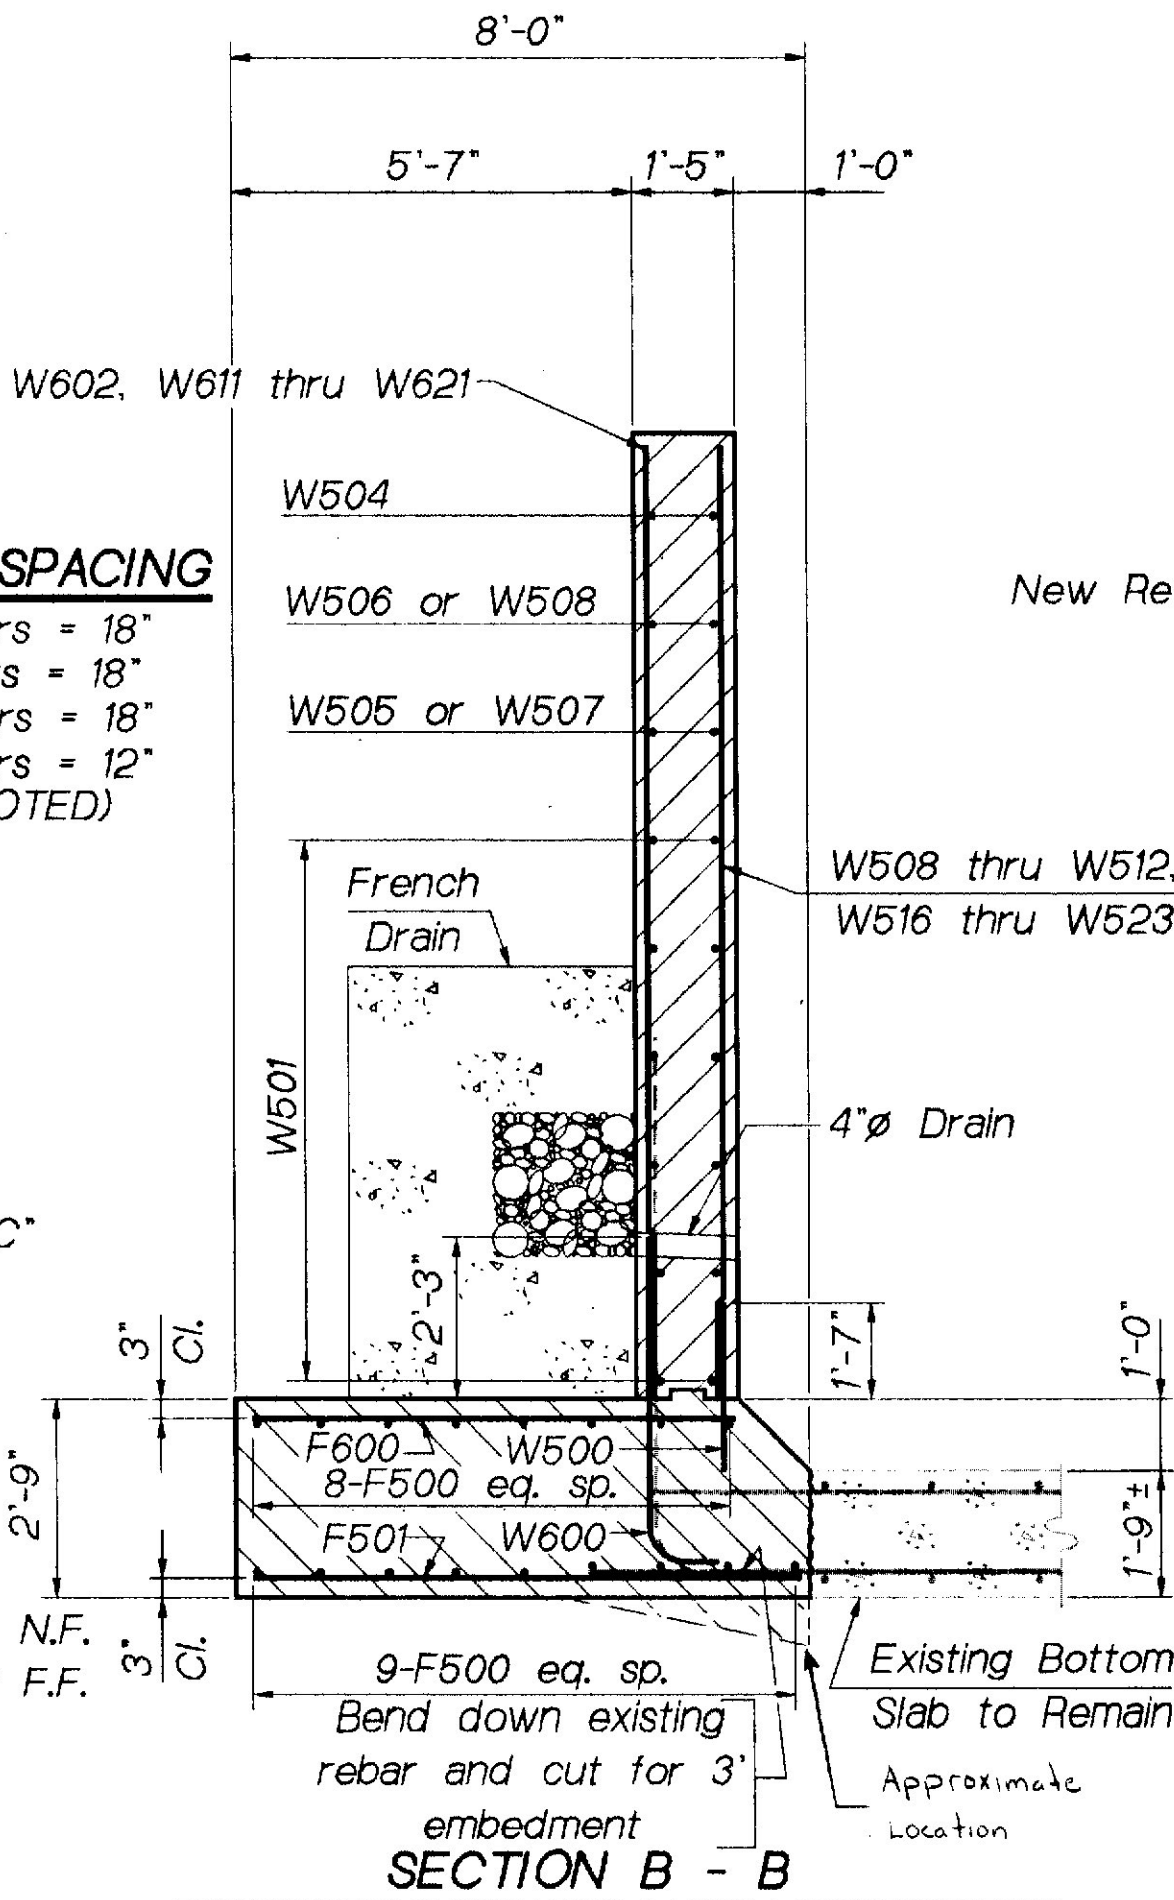 8'-0"
5'-7"
1'-5"
1'-0"
W602, W611 thru W621
W504
SPACING
W506 or W508
New Re
rs = 18"
s = 18"
W505 or W507
rs = 18"
rs = 12"
OTED)
W508 thru W512,
W516 thru W523
French
Drain
W501
4"ø Drain
2'-3"
3"
Cl.
1'-7"
1'-0"
F600
W500
8-F500 eq. sp.
2'-9"
F501
W600
1'-9"±
N.F.
F.F.
3"
Cl.
9-F500 eq. sp.
Existing Bottom
Slab to Remain
Bend down existing
rebar and cut for 3'
embedment
Approximate
Location
SECTION B - B